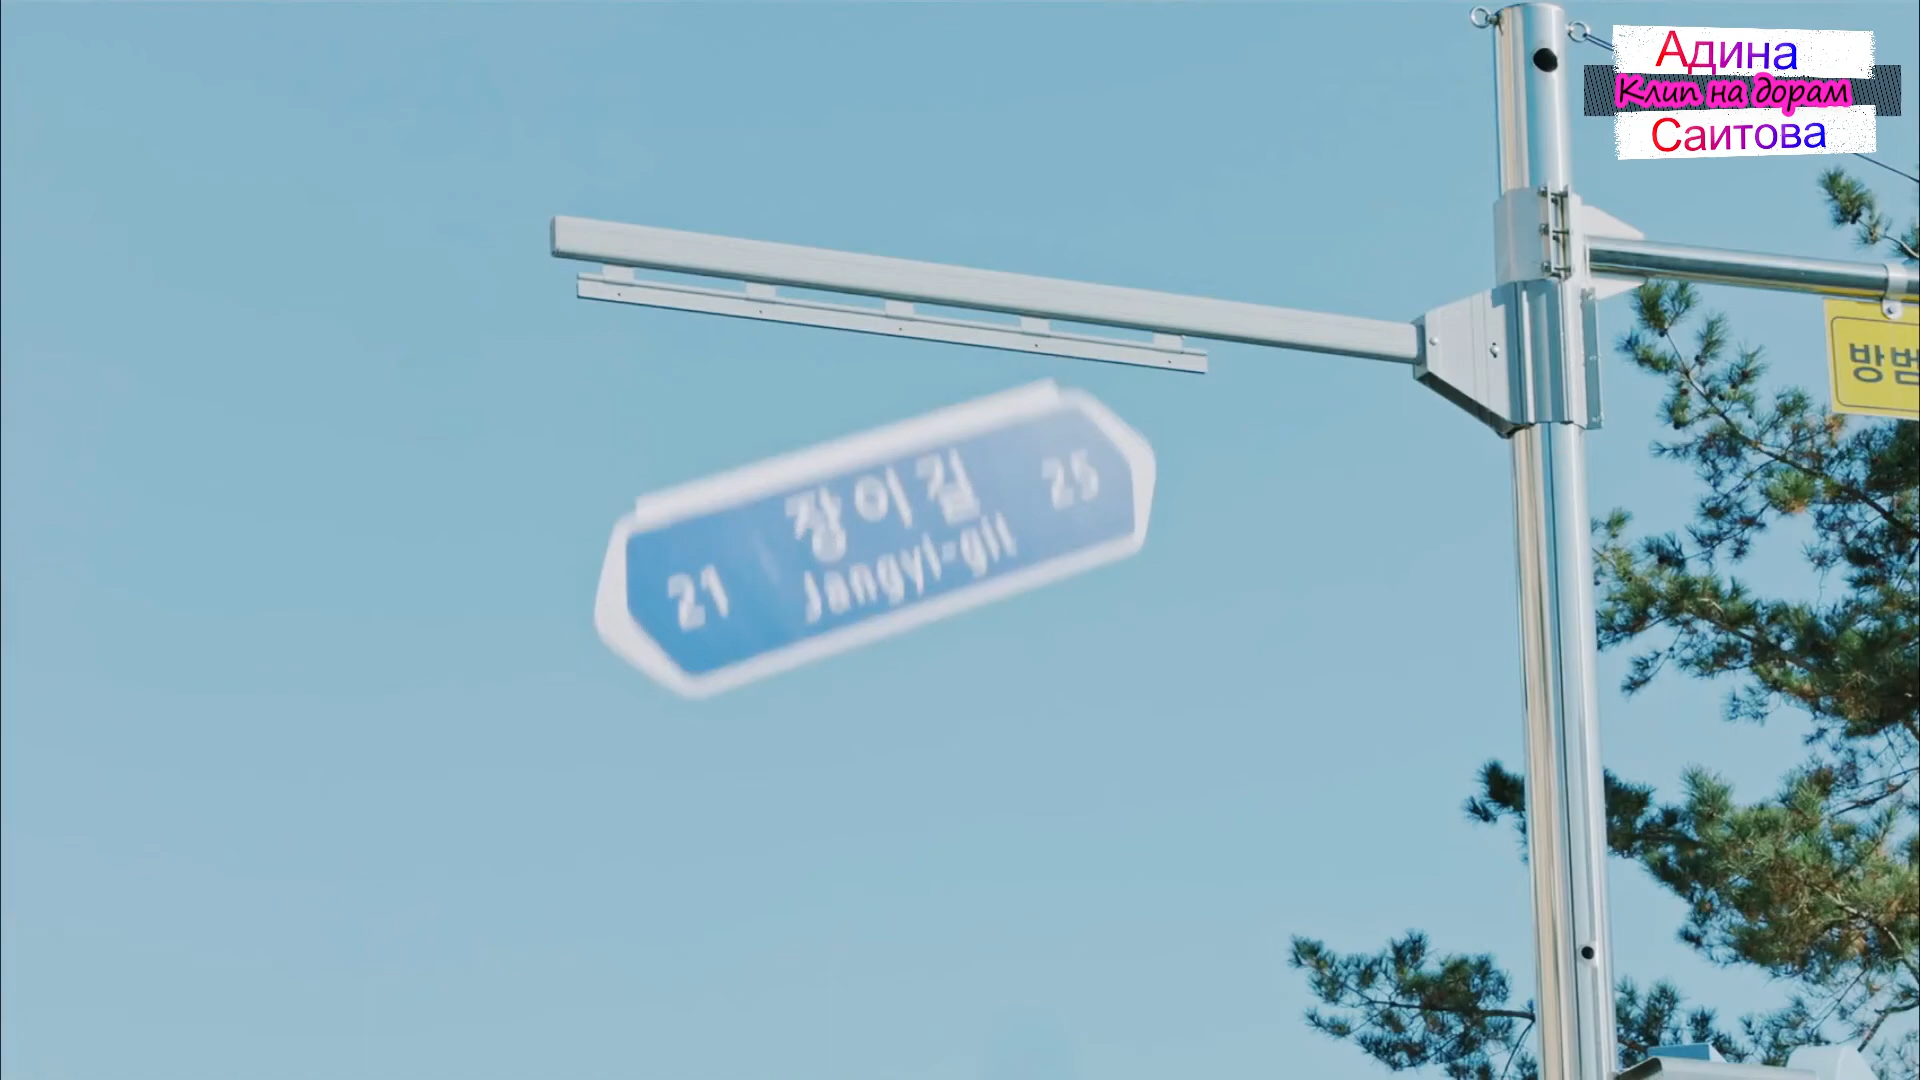 Адина
Клип на дорам
Саитова
방범
장이길
Jangyi-gil
21
25